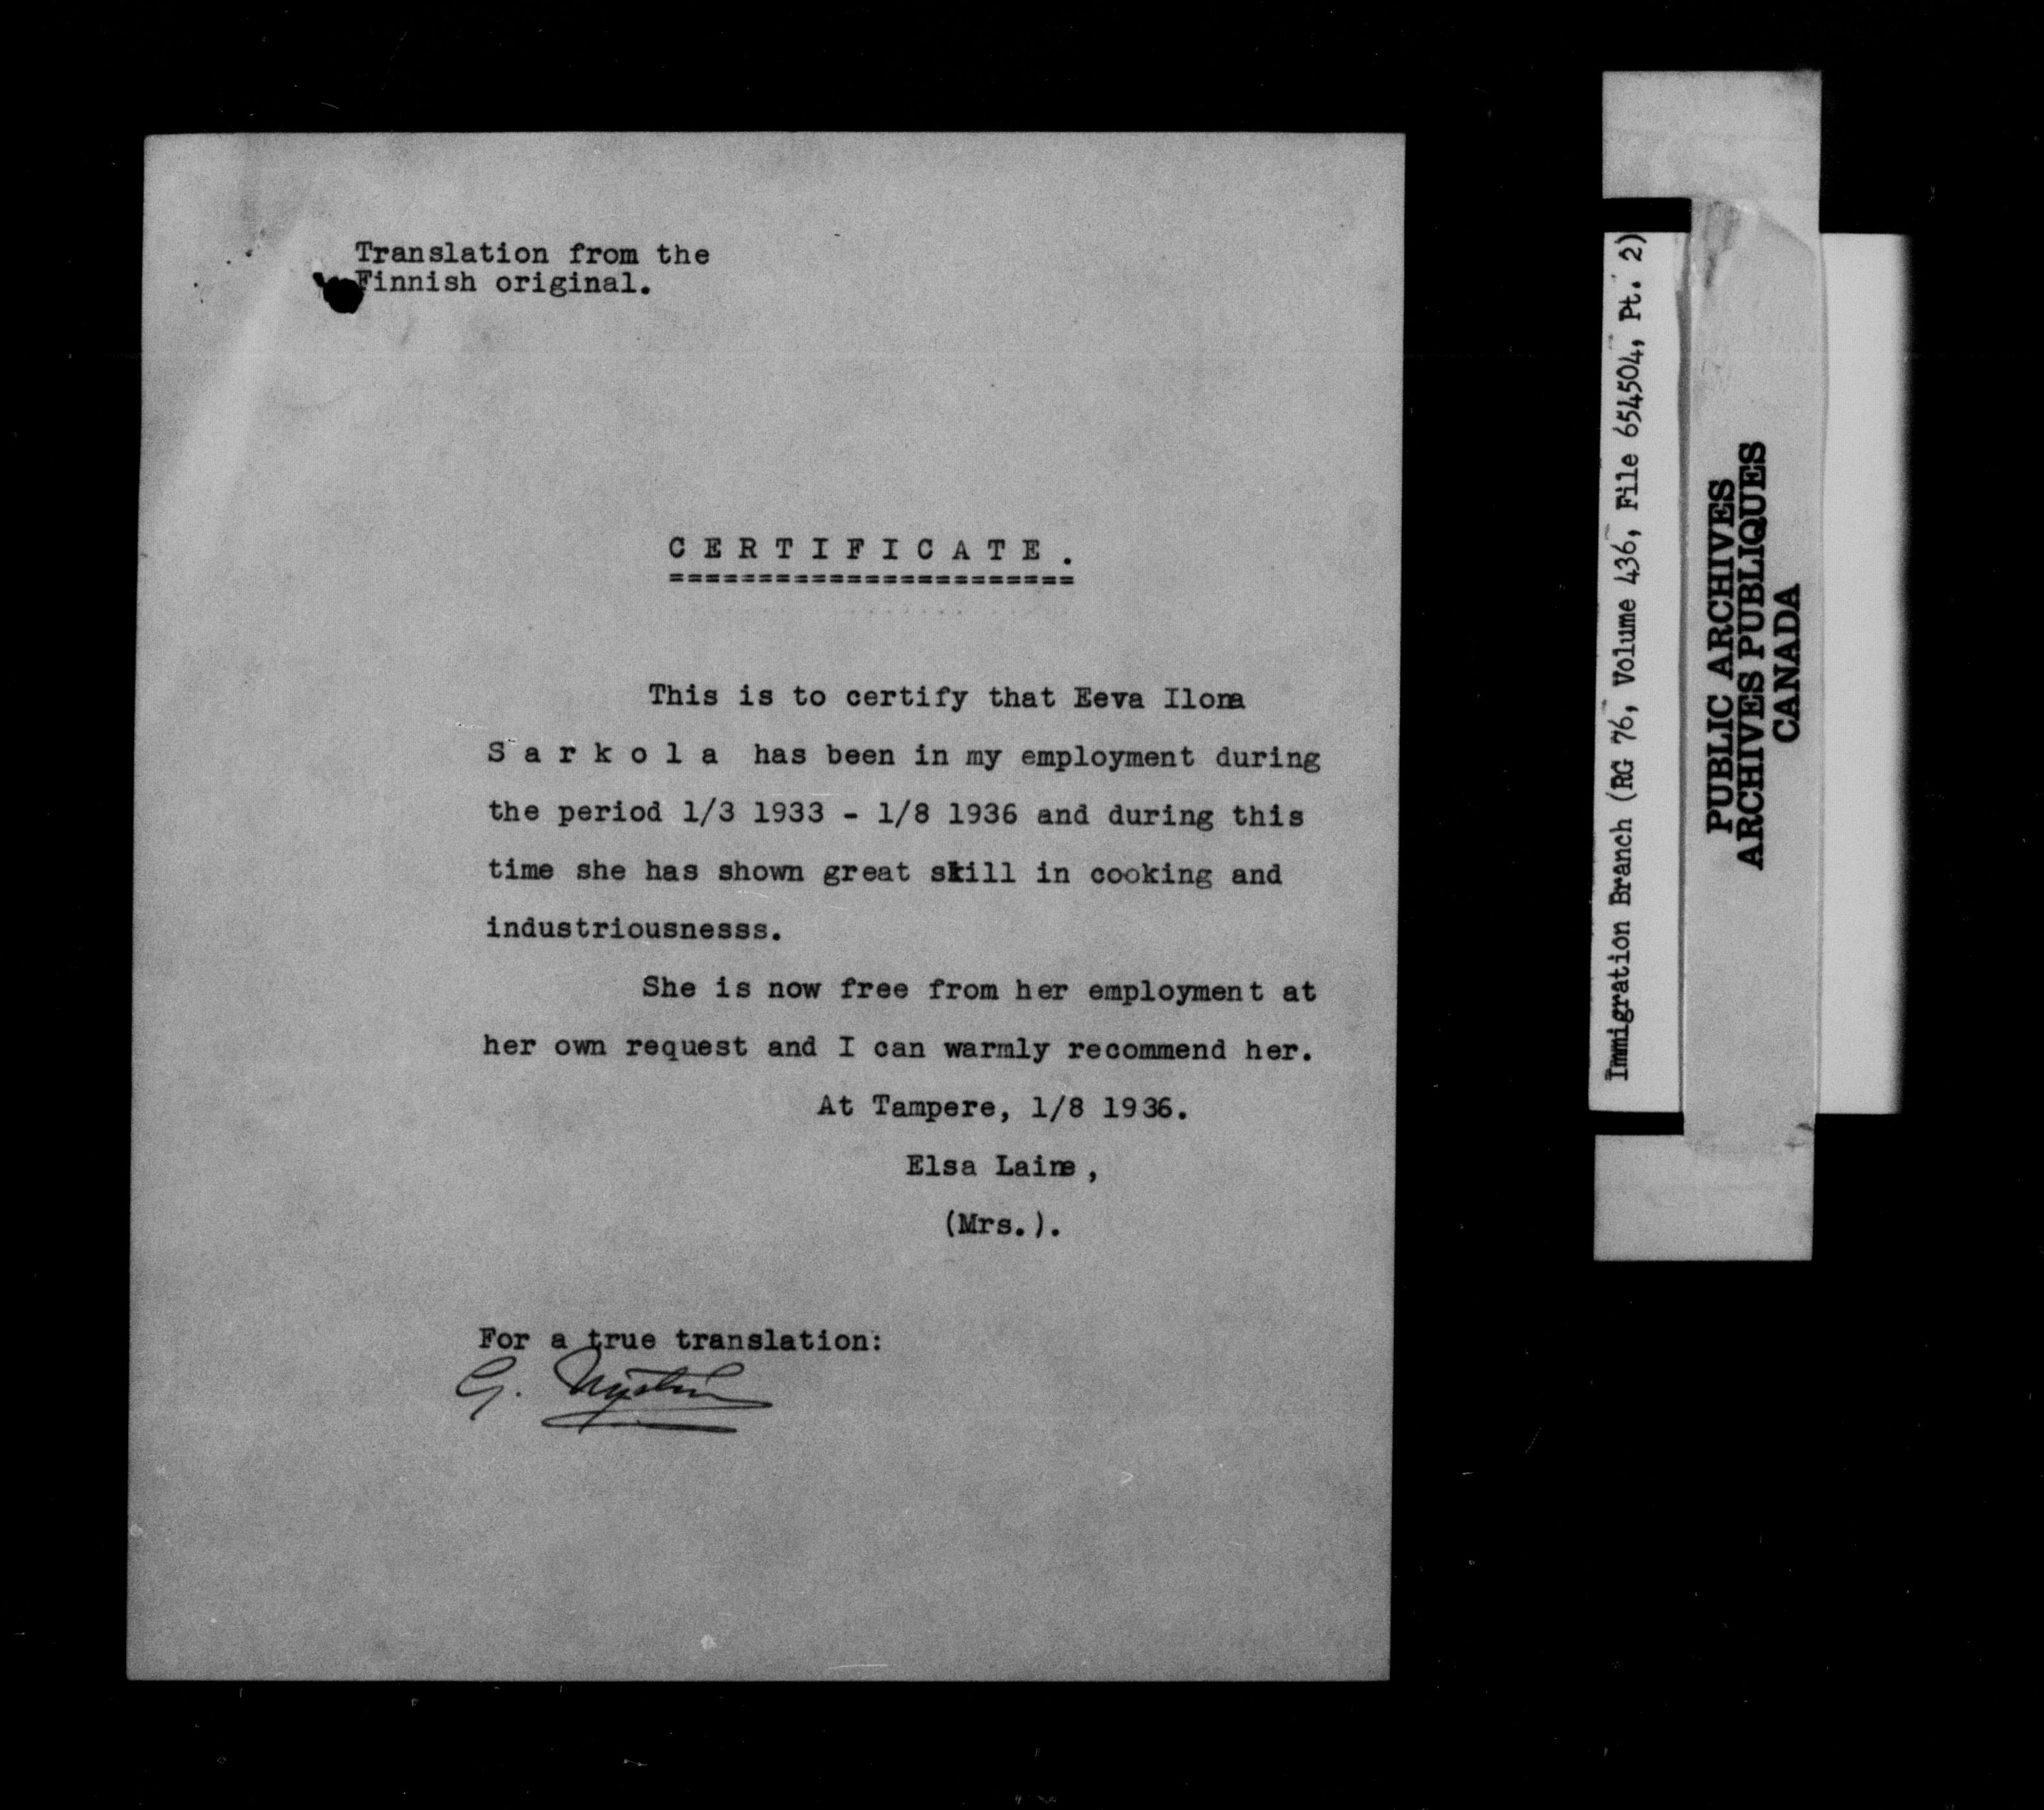 Translation from the
Finnish original.
CERTIFICATE.
=======================
This is to certify that Eeva Ilona
Sarkola has been in my employment during
the period 1/3 1933 - 1/8 1936 and during this
time she has shown great skill in cooking and
industriousnesss.
She is now free from her employment at
her own request and I can warmly recommend her.
At Tampere, 1/8 1936.
Elsa Laine,
(Mrs.).
For a true translation:
G.
Immigration Branch (RG 76, Volume 436, File 654504, Pt. 2)
PUBLIC ARCHIVES
ARCHIVES PUBLIQUES
CANADA